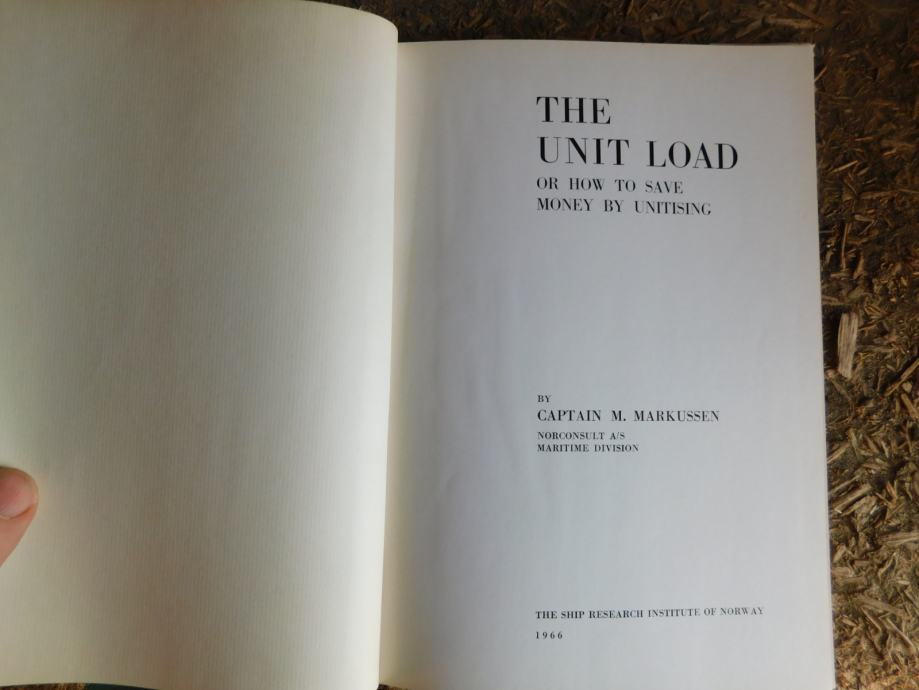 THE
UNIT LOAD
OR HOW TO SAVE
MONEY BY UNITISING
BY
CAPTAIN M. MARKUSSEN
NORCONSULT A/S
MARITIME DIVISION
THE SHIP RESEARCH INSTITUTE OF NORWAY
1966